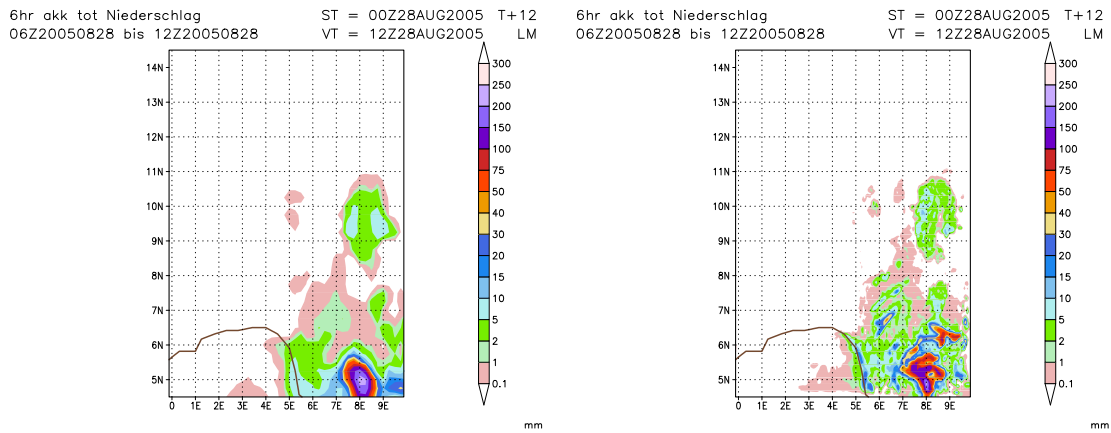 6hr akk tot Niederschlag ST = 00Z28AUG2005 T+12
06Z20050828 bis 12Z20050828 VT = 12Z28AUG2005 LM
14N
13N
12N
11N
10N
9N
8N
7N
6N
5N
0 1E 2E 3E 4E 5E 6E 7E 8E 9E
300
250
200
150
100
75
50
40
30
20
15
10
5
2
1
0.1
mm
6hr akk tot Niederschlag ST = 00Z28AUG2005 T+12
06Z20050828 bis 12Z20050828 VT = 12Z28AUG2005 LM
14N
13N
12N
11N
10N
9N
8N
7N
6N
5N
0 1E 2E 3E 4E 5E 6E 7E 8E 9E
300
250
200
150
100
75
50
40
30
20
15
10
5
2
1
0.1
mm